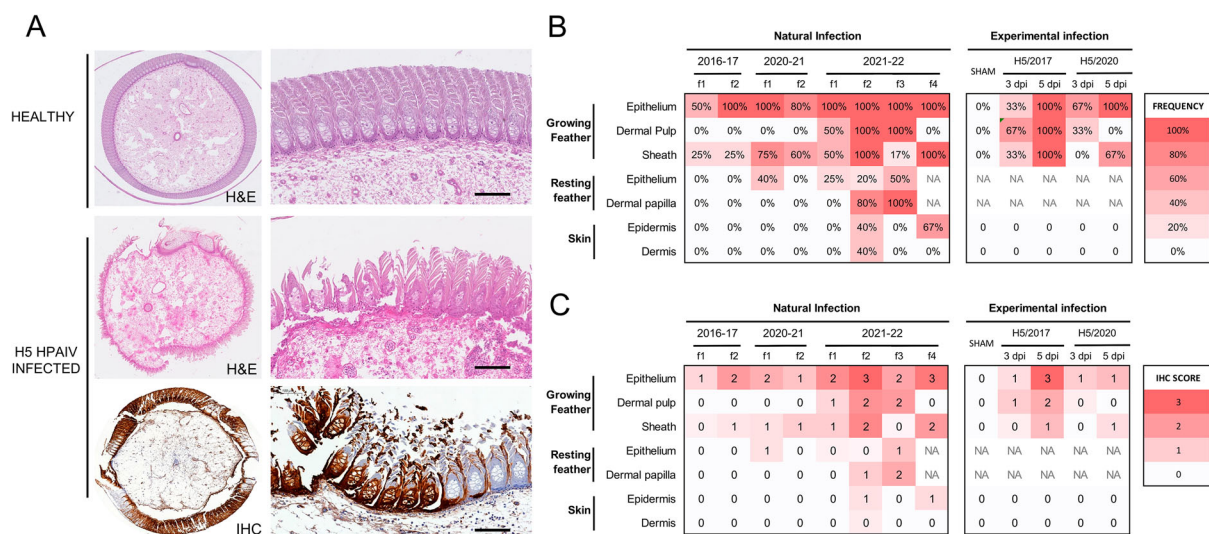 A
HEALTHY
H&E
H5 HPAIV
INFECTED
H&E
IHC
B
Natural Infection
Experimental infection
2016-17 2020-21 2021-22
SHAM H5/2017 H5/2020
f1 f2 f1 f2 f1 f2 f3 f4 3 dpi 5 dpi 3 dpi 5 dpi
Growing
Feather
Epithelium 50% 100% 100% 80% 100% 100% 100% 100% 0% 33% 100% 67% 100%
Dermal Pulp 0% 0% 0% 0% 50% 100% 100% 0% 0% 67% 100% 33% 0%
Sheath 25% 25% 75% 60% 50% 100% 17% 100% 0% 33% 100% 0% 67%
Resting
feather
Epithelium 0% 0% 40% 0% 25% 20% 50% NA NA NA NA NA NA
Dermal papilla 0% 0% 0% 0% 0% 80% 100% NA NA NA NA NA NA
Skin
Epidermis 0% 0% 0% 0% 0% 40% 0% 67% 0 0 0 0 0
Dermis 0% 0% 0% 0% 0% 40% 0% 0% 0 0 0 0 0
FREQUENCY
100%
80%
60%
40%
20%
0%
C
Natural Infection
Experimental infection
2016-17 2020-21 2021-22
SHAM H5/2017 H5/2020
f1 f2 f1 f2 f1 f2 f3 f4 3 dpi 5 dpi 3 dpi 5 dpi
Growing
Feather
Epithelium 1 2 2 1 2 3 2 3 0 1 3 1 1
Dermal pulp 0 0 0 0 1 2 2 0 0 1 2 0 0
Sheath 0 1 1 1 1 2 0 2 0 0 1 0 1
Resting
feather
Epithelium 0 0 1 0 0 0 1 NA NA NA NA NA NA
Dermal papilla 0 0 0 0 0 1 2 NA NA NA NA NA NA
Skin
Epidermis 0 0 0 0 0 1 0 1 0 0 0 0 0
Dermis 0 0 0 0 0 0 0 0 0 0 0 0 0
IHC SCORE
3
2
1
0